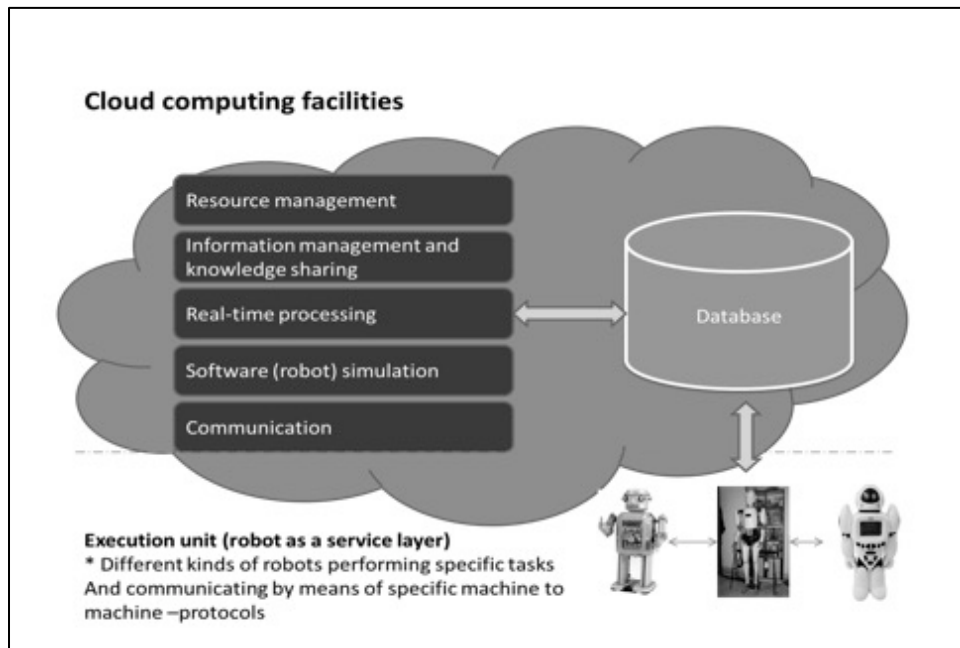 Cloud computing facilities
Resource management
Information management and
knowledge sharing
Real-time processing
Software (robot) simulation
Communication
Database
Execution unit (robot as a service layer)
* Different kinds of robots performing specific tasks
And communicating by means of specific machine to
machine –protocols